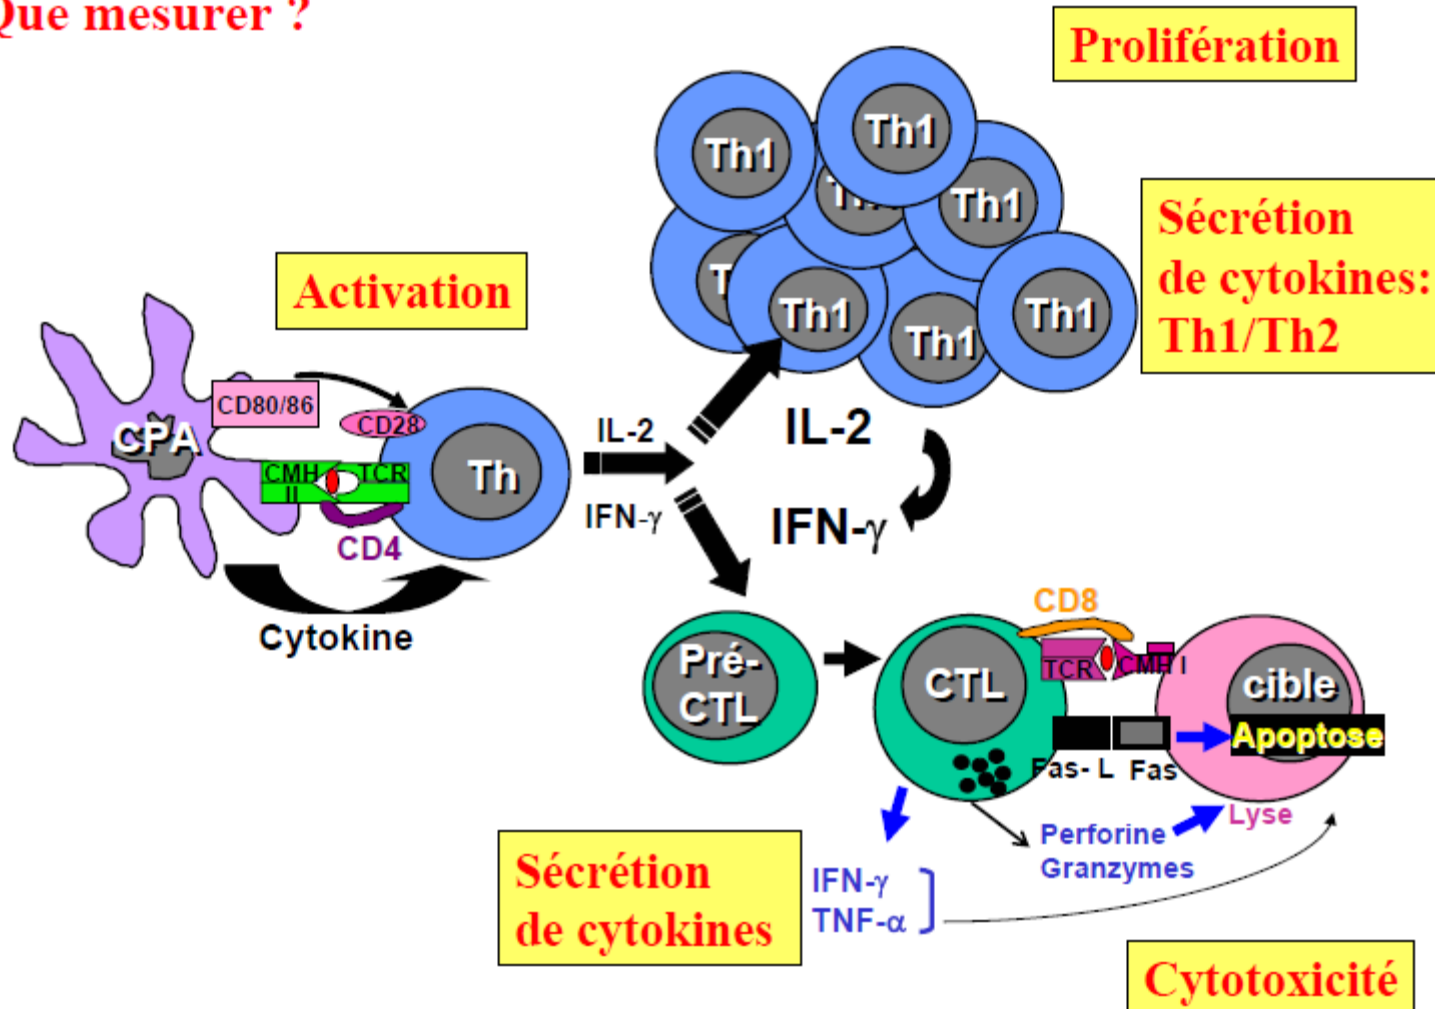 Que mesurer ?
Prolifération
Th1
Th1
Th1
Th1
Th1
Th1
Sécrétion
de cytokines:
Th1/Th2
Activation
CD80/86
CD28
CPA
CMH
II
TCR
Th
CD4
Cytokine
IL-2
IFN-γ
IL-2
IFN-γ
CD8
Pré-
CTL
CTL
TCR
CMH I
cible
Apoptose
Fas- L
Fas
Lyse
Perforine
Granzymes
Sécrétion
de cytokines
IFN-γ
TNF-α
Cytotoxicité